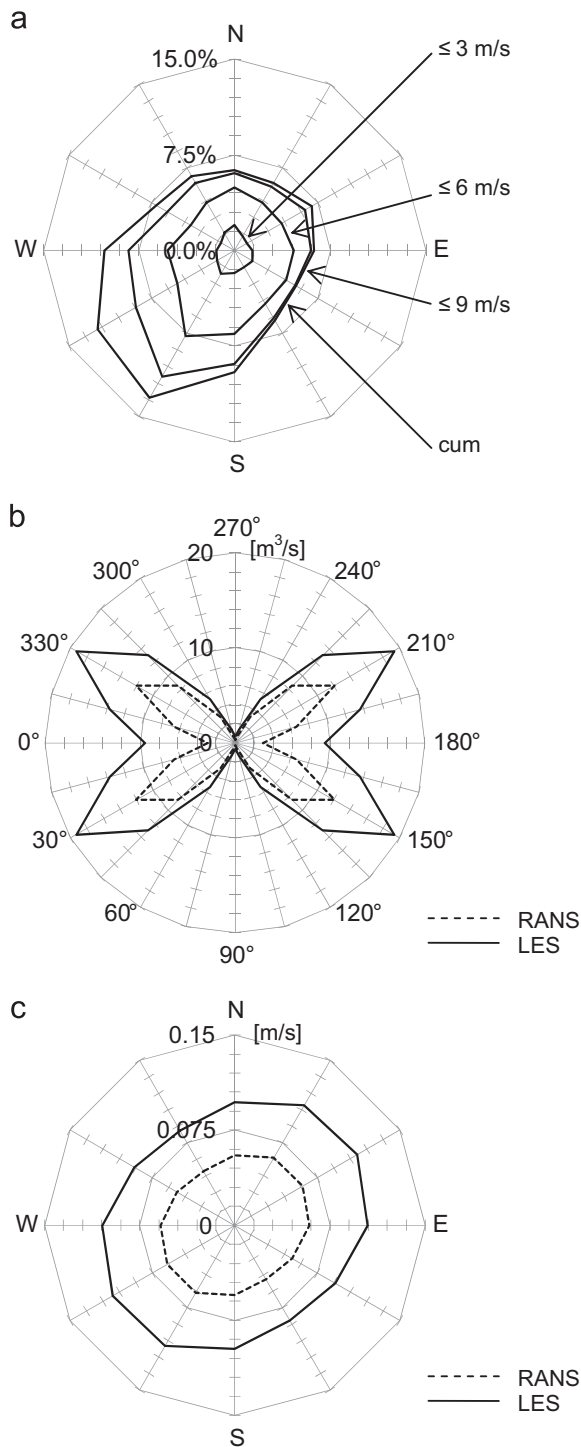 a
N
15.0%
≤ 3 m/s
7.5%
≤ 6 m/s
W
0.0%
E
≤ 9 m/s
cum
S
b
270°
20 [m³/s]
300°
240°
330°
10
210°
0°
0
180°
30°
150°
60°
120°
90°
RANS
LES
c
N
0.15 [m/s]
0.075
W
0
E
S
RANS
LES